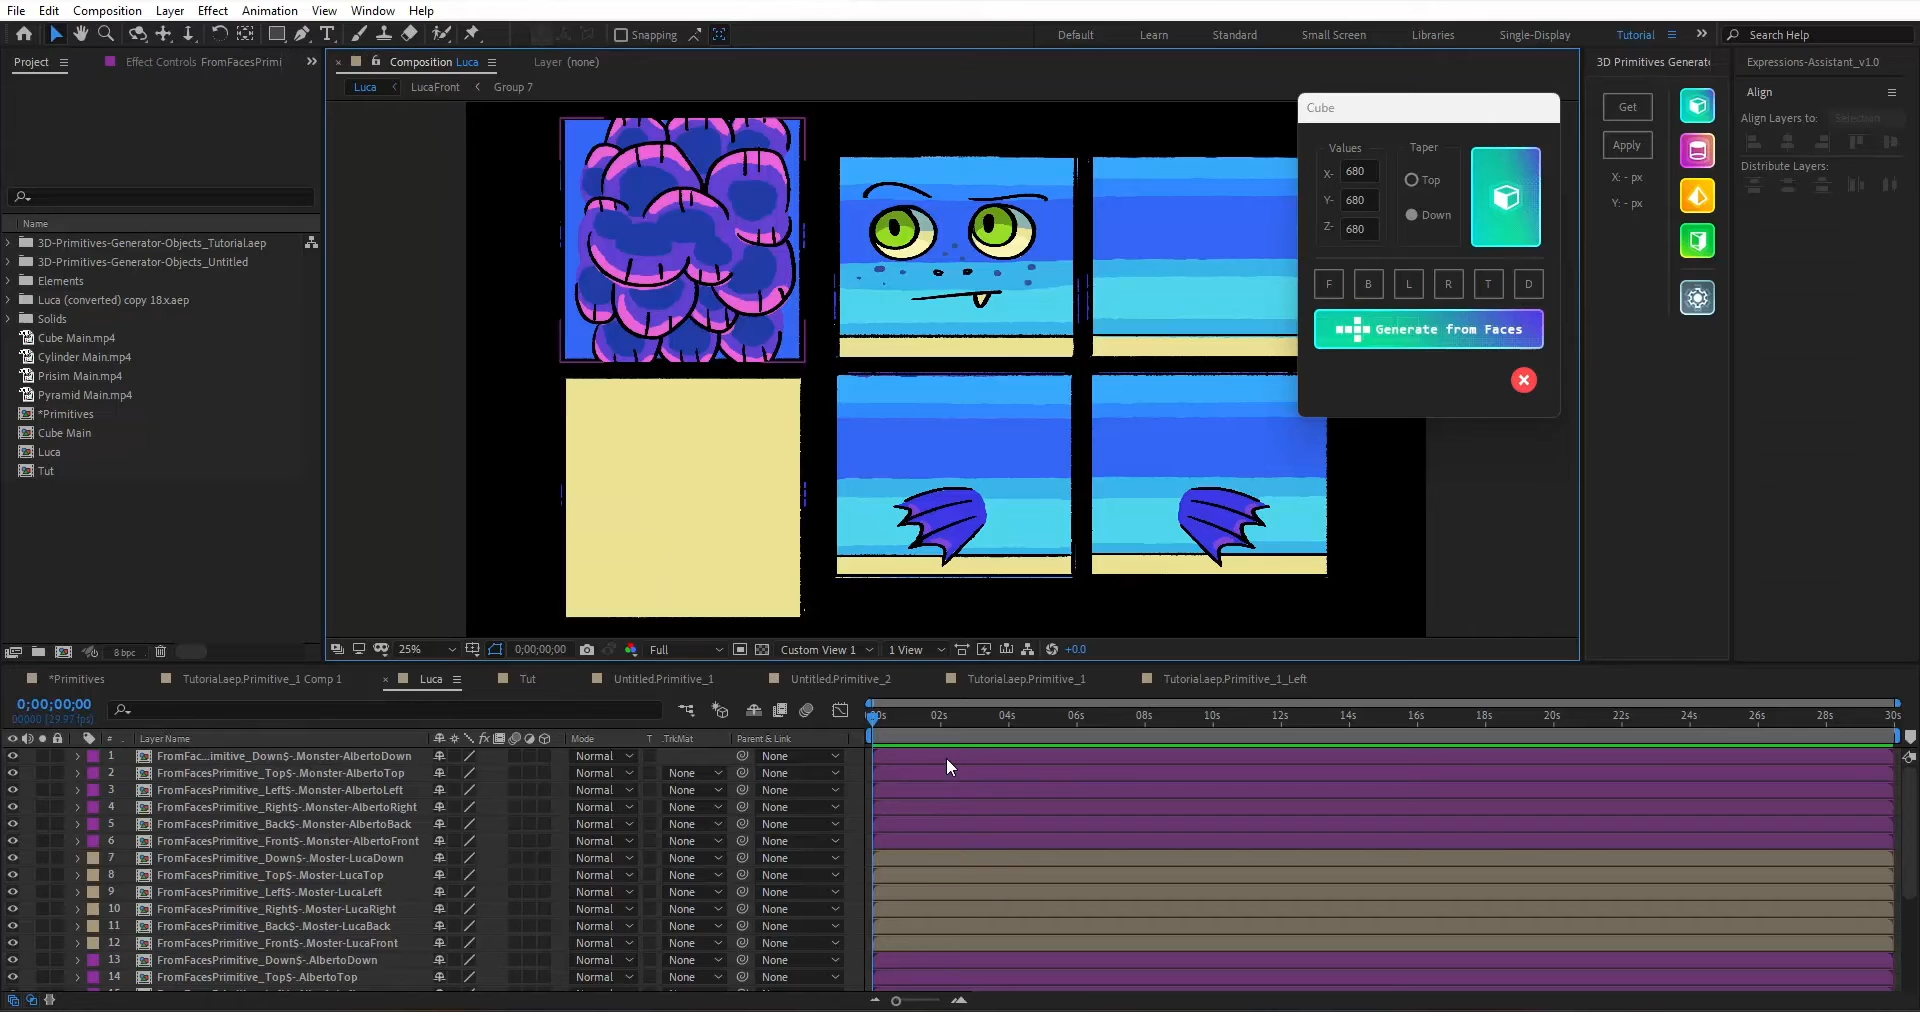 File Edit Composition Layer Effect Animation View Window Help
Snapping
Default Learn Standard Small Screen Libraries Single-Display Tutorial
Search Help
Project
Effect Controls FromFacesPrimi
Composition Luca
Layer (none)
Luca LucaFront Group 7
3D Primitives Generato
Expressions-Assistant_v1.0
Get
Apply
X: - px
Y: - px
Align
Align Layers to: Selection
Distribute Layers:
Cube
Values
X- 680
Y- 680
Z- 680
Taper
Top
Down
F B L R T D
Generate from Faces
Name
3D-Primitives-Generator-Objects_Tutorial.aep
3D-Primitives-Generator-Objects_Untitled
Elements
Luca (converted) copy 18.x.aep
Solids
Cube Main.mp4
Cylinder Main.mp4
Prisim Main.mp4
Pyramid Main.mp4
*Primitives
Cube Main
Luca
Tut
8 bpc
25% 0;00;00;00 Full Custom View 1 1 View +0.0
*Primitives Tutorial.aep.Primitive_1 Comp 1 Luca Tut Untitled.Primitive_1 Untitled.Primitive_2 Tutorial.aep.Primitive_1 Tutorial.aep.Primitive_1_Left
0;00;00;00
00000 (29.97 fps)
00s 02s 04s 06s 08s 10s 12s 14s 16s 18s 20s 22s 24s 26s 28s 30s
# Layer Name Mode T .TrkMat Parent & Link
1 FromFac...imitive_Down$-.Monster-AlbertoDown Normal None
2 FromFacesPrimitive_Top$-.Monster-AlbertoTop Normal None None
3 FromFacesPrimitive_Left$-.Monster-AlbertoLeft Normal None None
4 FromFacesPrimitive_Right$-.Monster-AlbertoRight Normal None None
5 FromFacesPrimitive_Back$-.Monster-AlbertoBack Normal None None
6 FromFacesPrimitive_Front$-.Monster-AlbertoFront Normal None None
7 FromFacesPrimitive_Down$-.Moster-LucaDown Normal None None
8 FromFacesPrimitive_Top$-.Moster-LucaTop Normal None None
9 FromFacesPrimitive_Left$-.Moster-LucaLeft Normal None None
10 FromFacesPrimitive_Right$-.Moster-LucaRight Normal None None
11 FromFacesPrimitive_Back$-.Moster-LucaBack Normal None None
12 FromFacesPrimitive_Front$-.Moster-LucaFront Normal None None
13 FromFacesPrimitive_Down$-.AlbertoDown Normal None None
14 FromFacesPrimitive_Top$-.AlbertoTop Normal None None